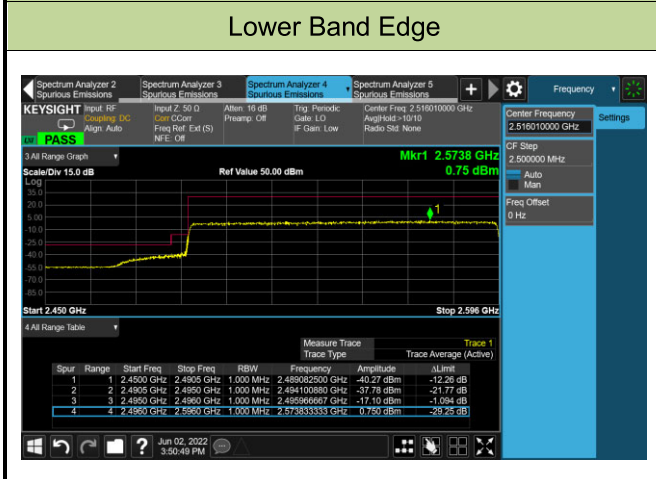 Lower Band Edge
Spectrum Analyzer 2
Spurious Emissions
Spectrum Analyzer 3
Spurious Emissions
Spectrum Analyzer 4
Spurious Emissions
Spectrum Analyzer 5
Spurious Emissions
+
Frequency
KEYSIGHT
PASS
Input: RF
Coupling: DC
Align: Auto
Input Z: 50 Ω
Corr CCorr
Freq Ref: Ext (S)
NFE: Off
Atten: 16 dB
Preamp: Off
Trig: Periodic
Gate: LO
IF Gain: Low
Center Freq: 2.516010000 GHz
Avg|Hold:>10/10
Radio Std: None
Center Frequency
2.516010000 GHz
Settings
CF Step
2.500000 MHz
Auto
Man
Freq Offset
0 Hz
3 All Range Graph
Mkr1 2.5738 GHz
0.75 dBm
Scale/Div 15.0 dB
Ref Value 50.00 dBm
Log
35.0
20.0
5.00
-10.0
-25.0
-40.0
-55.0
-70.0
-85.0
1
Start 2.450 GHz
Stop 2.596 GHz
4 All Range Table
Measure Trace Trace 1
Trace Type Trace Average (Active)
Spur Range Start Freq Stop Freq RBW Frequency Amplitude ΔLimit
1 1 2.4500 GHz 2.4905 GHz 1.000 MHz 2.489082500 GHz -40.27 dBm -12.26 dB
2 2 2.4905 GHz 2.4950 GHz 1.000 MHz 2.494100880 GHz -37.78 dBm -21.77 dB
3 3 2.4950 GHz 2.4960 GHz 1.000 MHz 2.495966667 GHz -17.10 dBm -1.094 dB
4 4 2.4960 GHz 2.5960 GHz 1.000 MHz 2.573833333 GHz 0.750 dBm -29.25 dB
?
Jun 02, 2022
3:50:49 PM